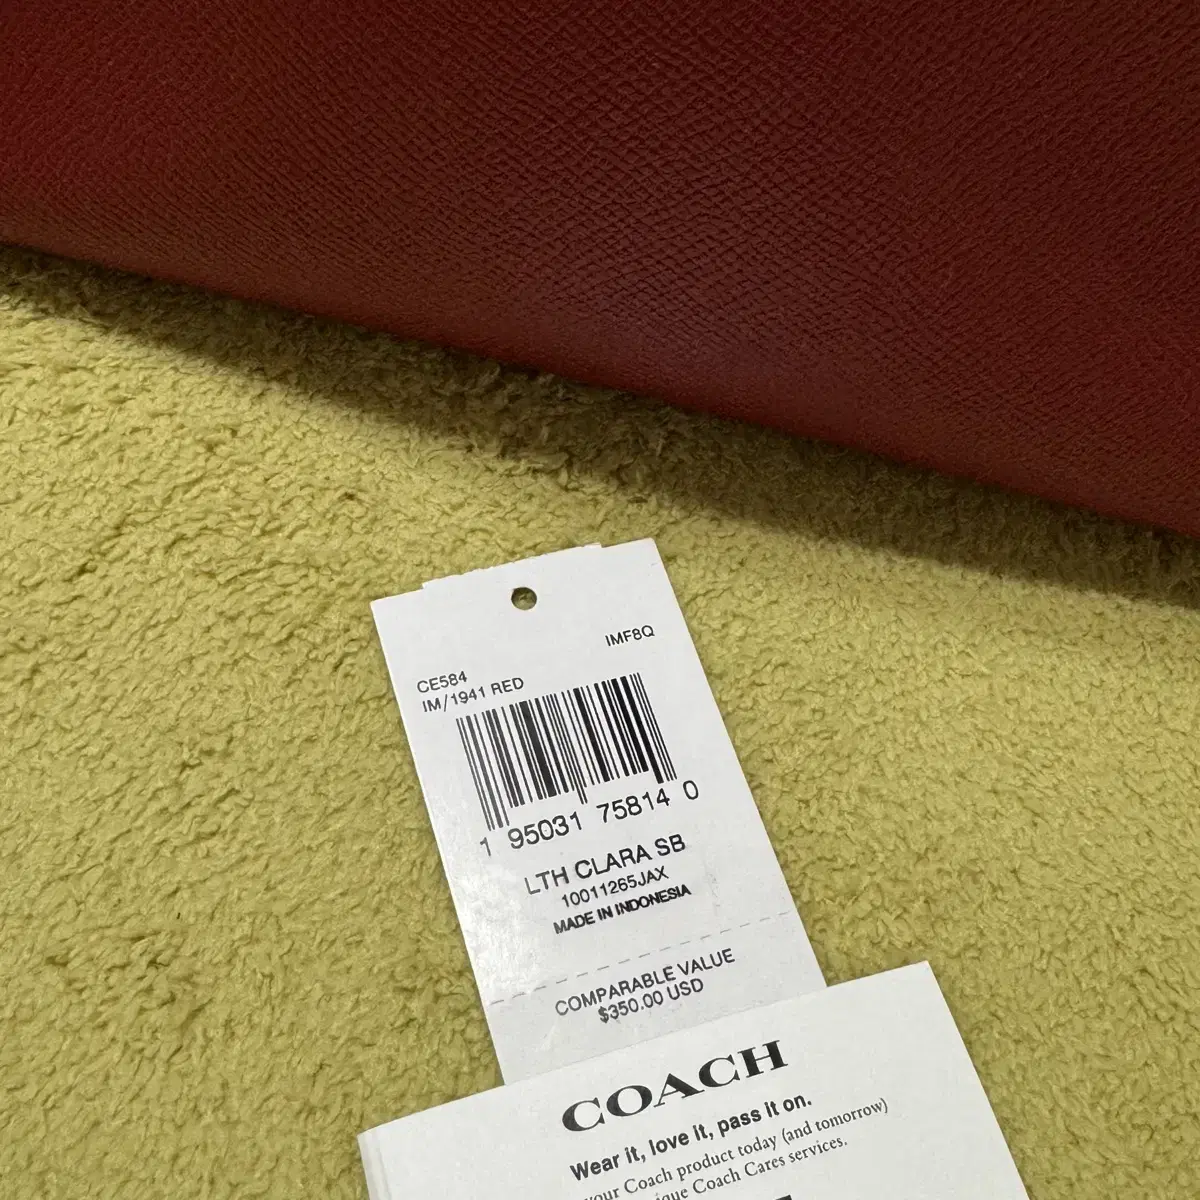 IMF8Q
CE584
IM/1941 RED
1 95031 75814 0
LTH CLARA SB
10011265JAX
MADE IN INDONESIA
COMPARABLE VALUE
$350.00 USD
COACH
Wear it, love it, pass it on.
your Coach product today (and tomorrow)
Coach Cares services.